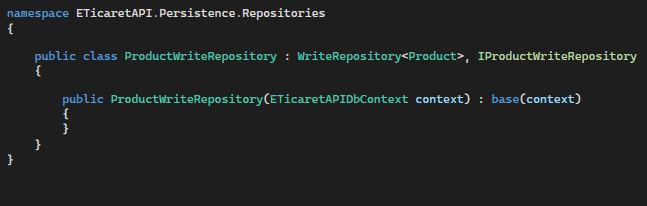 namespace ETicaretAPI.Persistence.Repositories
{
public class ProductWriteRepository : WriteRepository<Product>, IProductWriteRepository
{
public ProductWriteRepository(ETicaretAPIDbContext context) : base(context)
{
}
}
}